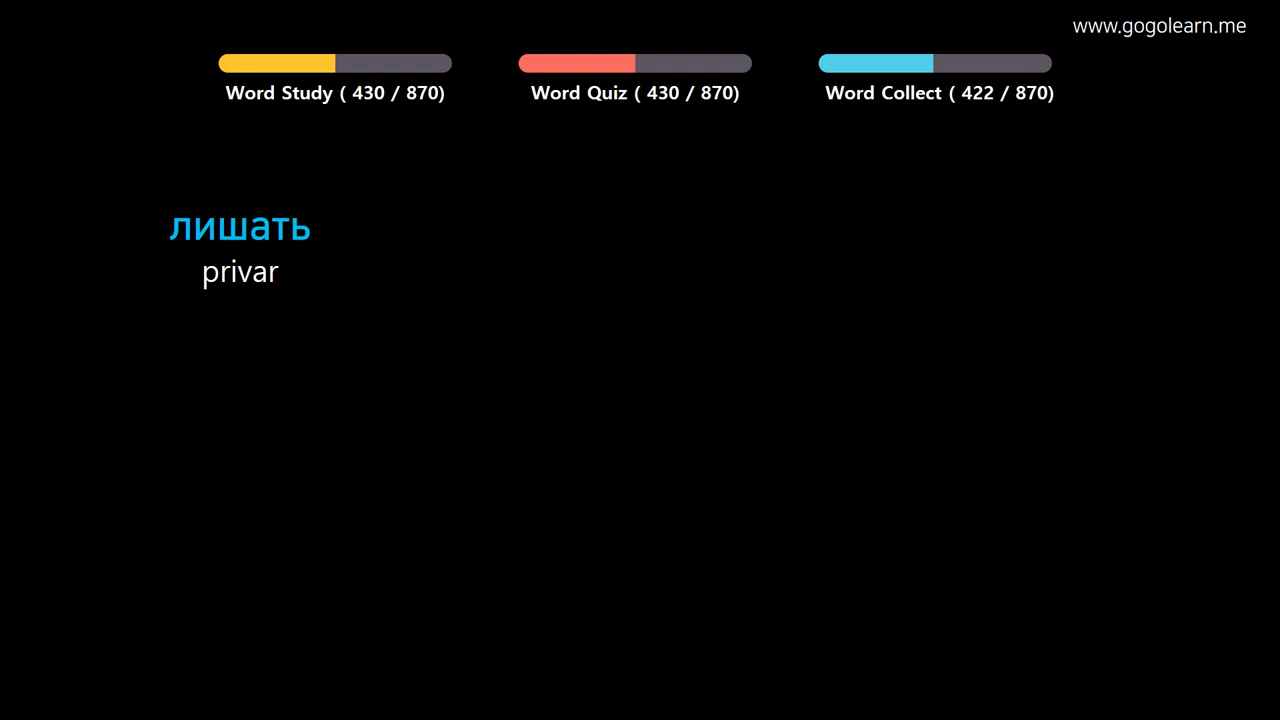 www.gogolearn.me
Word Study ( 430 / 870)
Word Quiz ( 430 / 870)
Word Collect ( 422 / 870)
лишать
privar